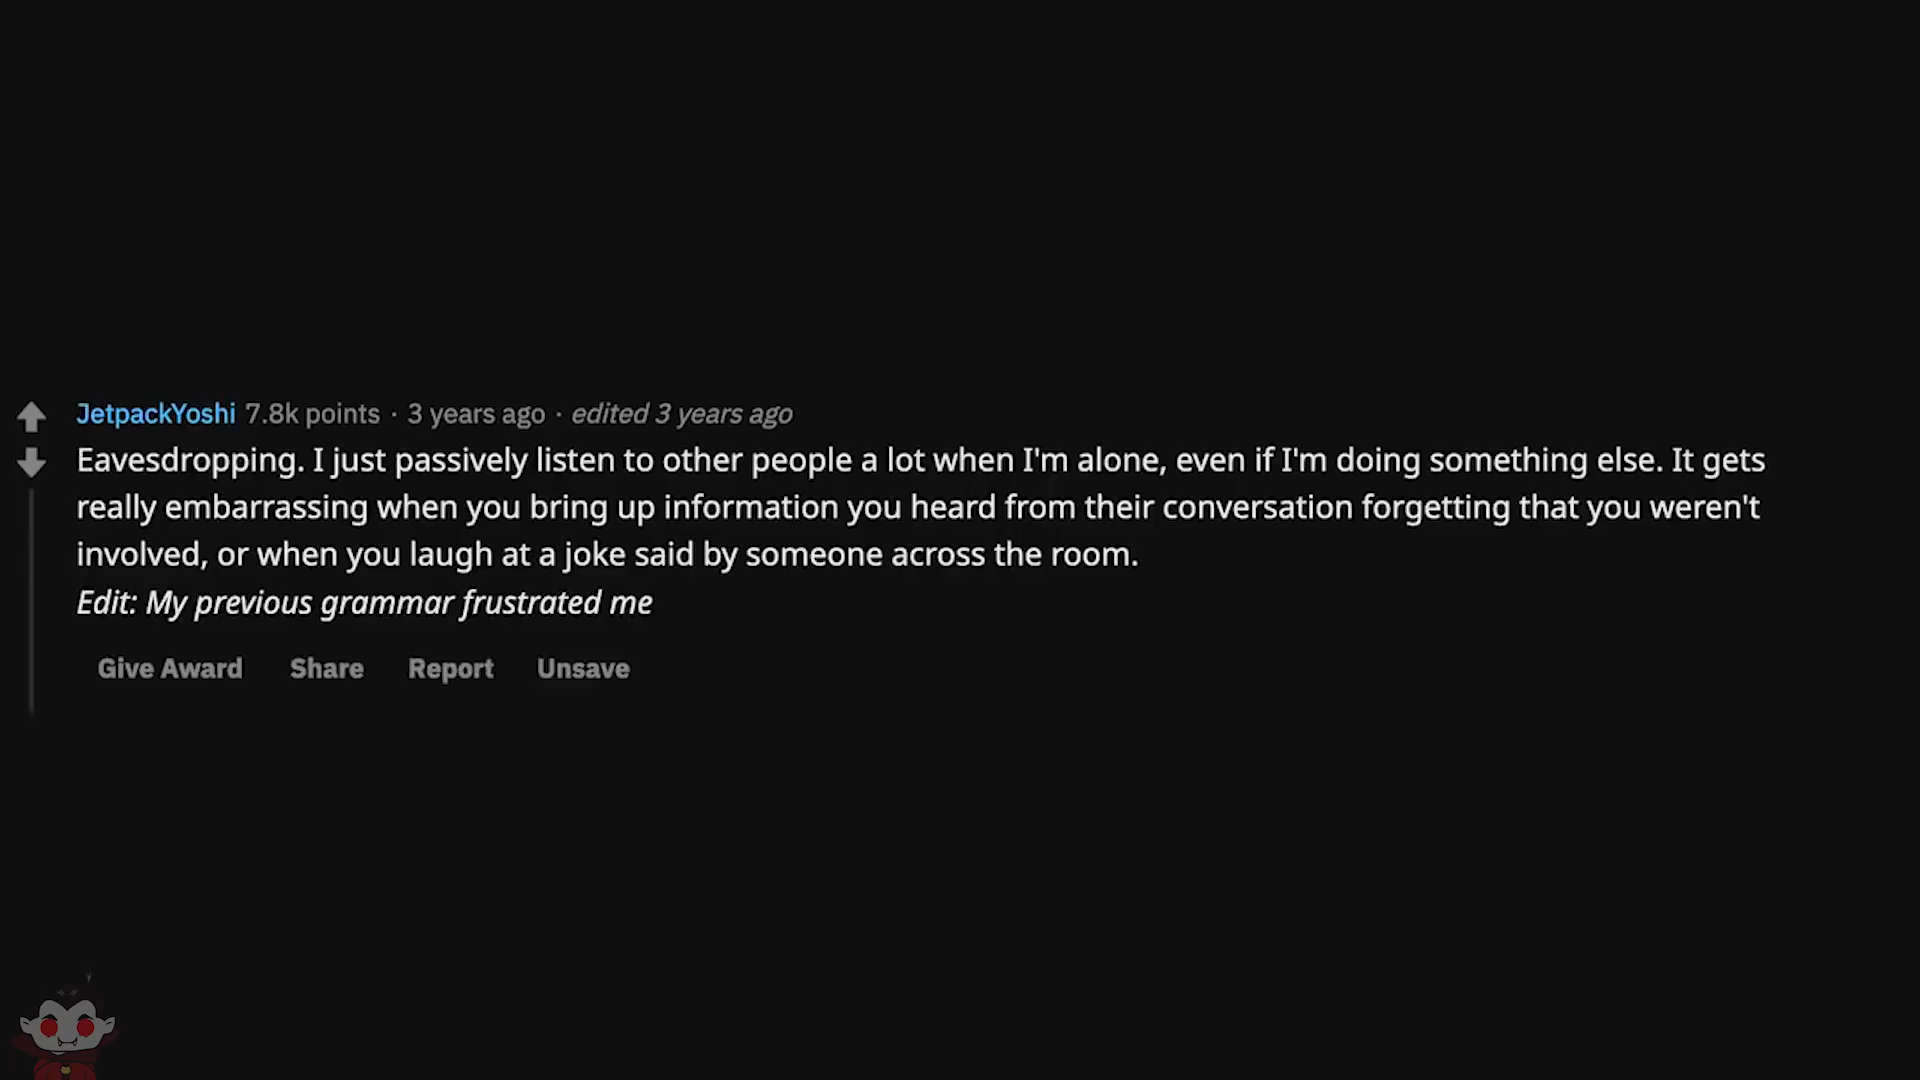 JetpackYoshi 7.8k points · 3 years ago · edited 3 years ago
Eavesdropping. I just passively listen to other people a lot when I'm alone, even if I'm doing something else. It gets
really embarrassing when you bring up information you heard from their conversation forgetting that you weren't
involved, or when you laugh at a joke said by someone across the room.
Edit: My previous grammar frustrated me
Give Award Share Report Unsave